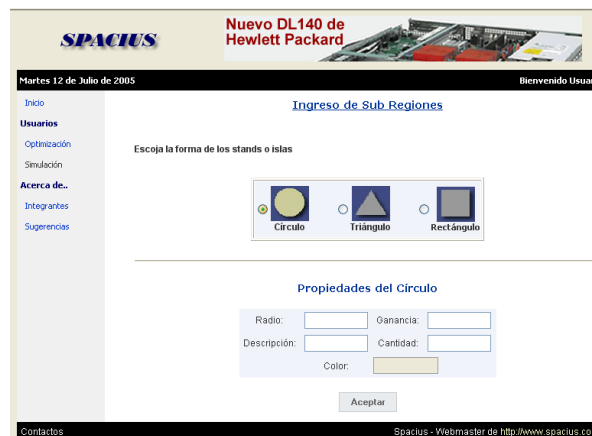 SPACIUS
Nuevo DL140 de
Hewlett Packard
Martes 12 de Julio de 2005
Bienvenido Usuar
Inicio
Usuarios
Optimización
Simulación
Acerca de..
Integrantes
Sugerencias
Ingreso de Sub Regiones
Escoja la forma de los stands o islas
Círculo Triángulo Rectángulo
Propiedades del Círculo
Radio: Ganancia:
Descripción: Cantidad:
Color:
Aceptar
Contactos
Spacius - Webmaster de http://www.spacius.co